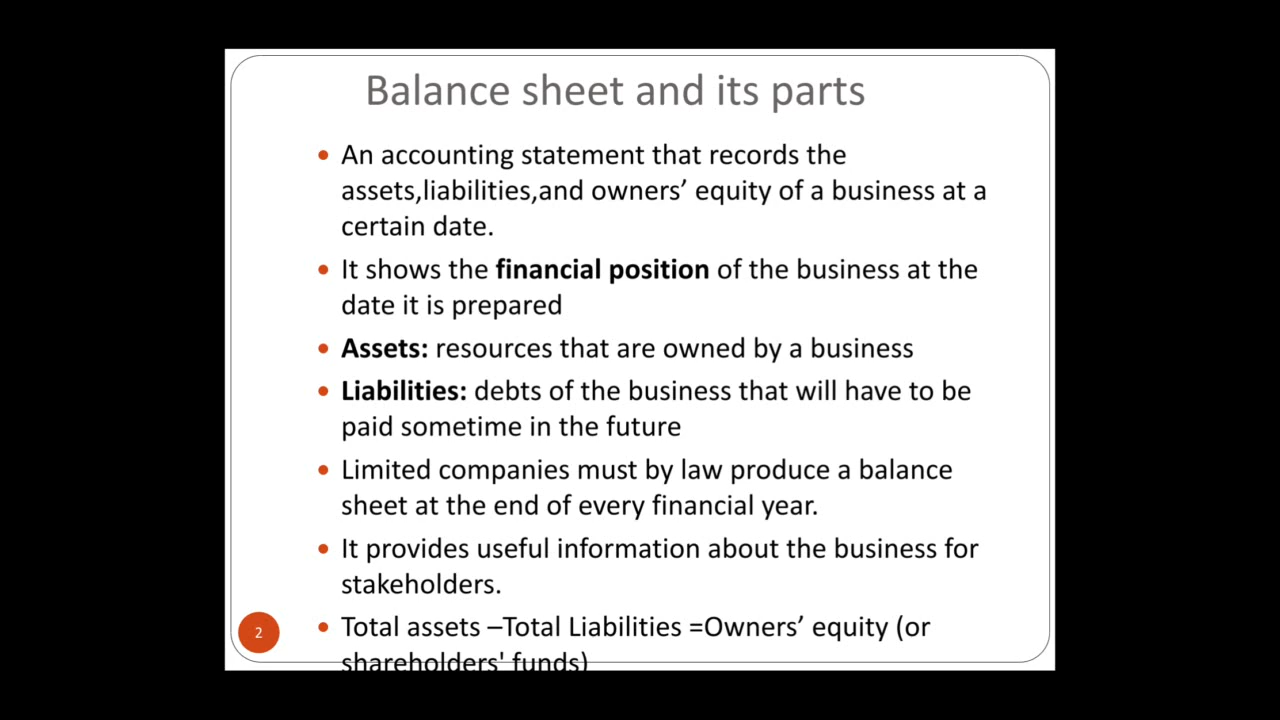 Balance sheet and its parts
• An accounting statement that records the
assets,liabilities,and owners’ equity of a business at a
certain date.
• It shows the financial position of the business at the
date it is prepared
• Assets: resources that are owned by a business
• Liabilities: debts of the business that will have to be
paid sometime in the future
• Limited companies must by law produce a balance
sheet at the end of every financial year.
• It provides useful information about the business for
stakeholders.
• Total assets –Total Liabilities =Owners’ equity (or
shareholders' funds)
2